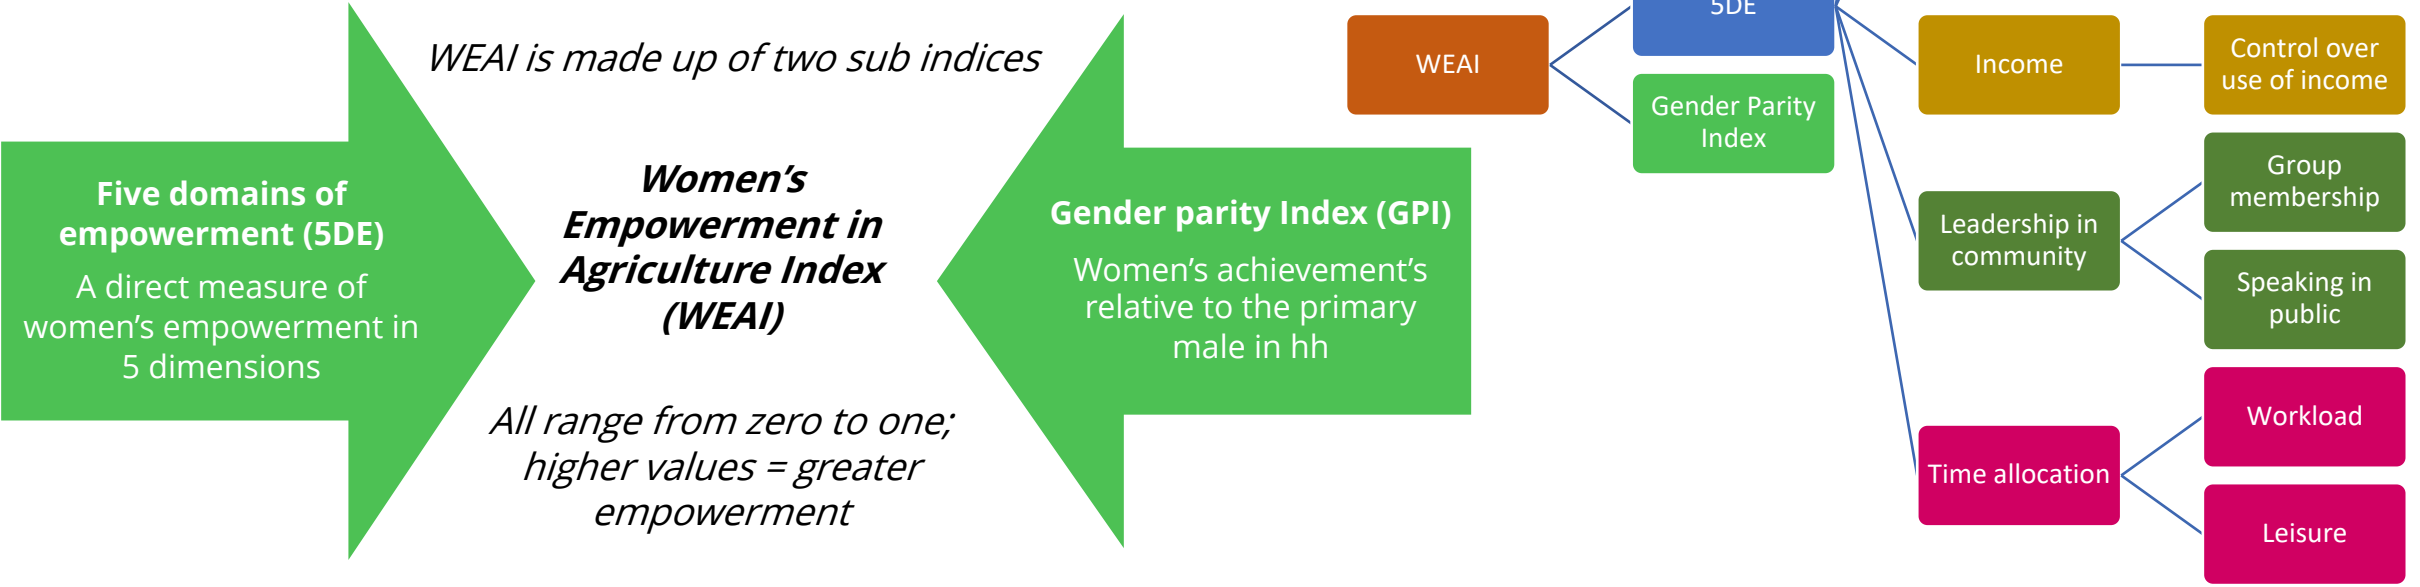 WEAI is made up of two sub indices
Five domains of
empowerment (5DE)
A direct measure of
women’s empowerment in
5 dimensions
Women’s
Empowerment in
Agriculture Index
(WEAI)
All range from zero to one;
higher values = greater
empowerment
Gender parity Index (GPI)
Women’s achievement’s
relative to the primary
male in hh
WEAI
5DE
Gender Parity
Index
Income
Control over
use of income
Leadership in
community
Group
membership
Speaking in
public
Time allocation
Workload
Leisure